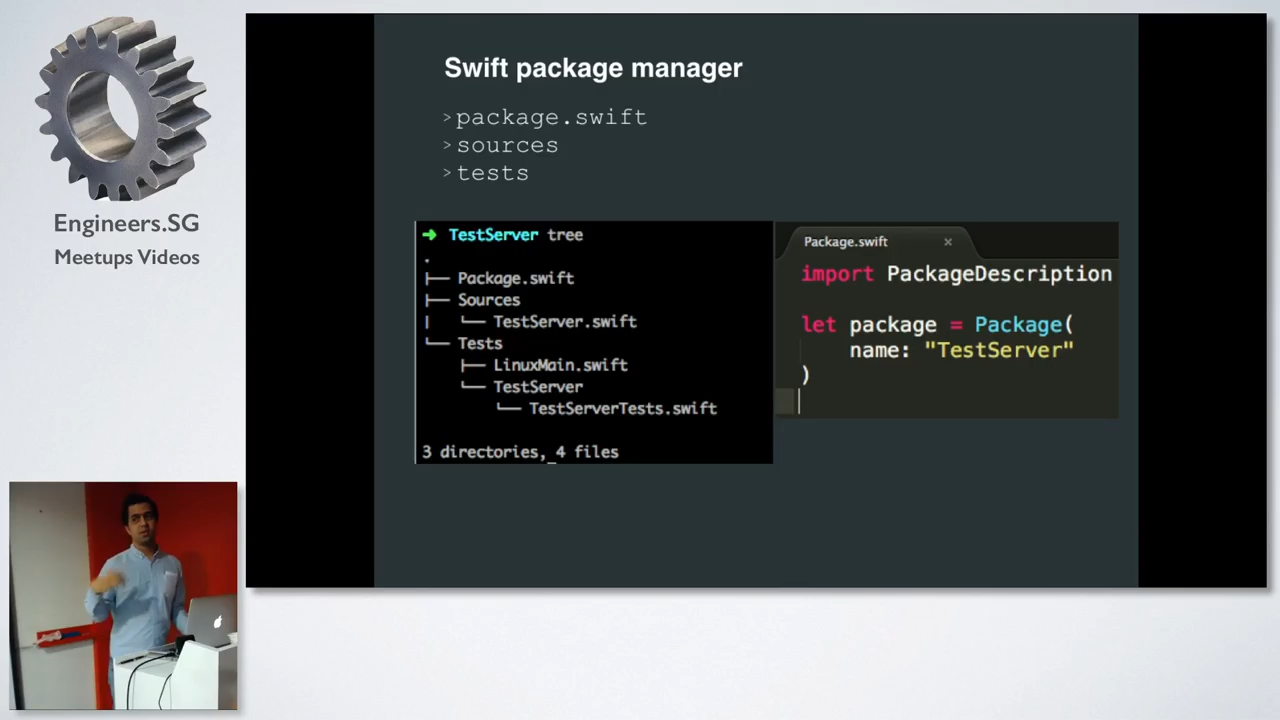 Engineers.SG
Meetups Videos
Swift package manager
>package.swift
>sources
>tests
➜ TestServer tree
.
├── Package.swift
├── Sources
|   └── TestServer.swift
└── Tests
    ├── LinuxMain.swift
    └── TestServer
        └── TestServerTests.swift
3 directories,_4 files
Package.swift ×
import PackageDescription
let package = Package(
    name: "TestServer"
)